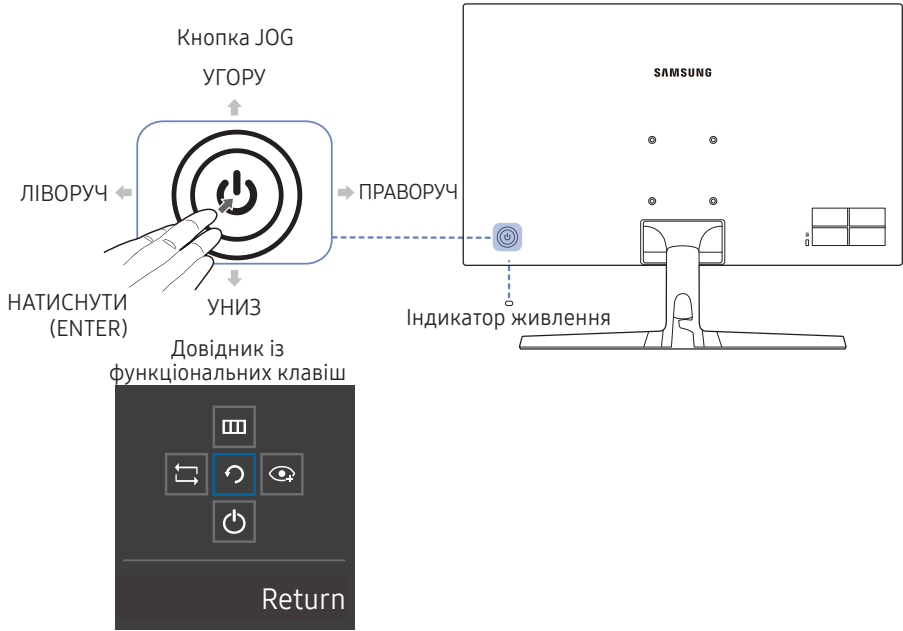 Кнопка JOG
УГОРУ
SAMSUNG
ЛІВОРУЧ
ПРАВОРУЧ
НАТИСНУТИ
(ENTER)
УНИЗ
Індикатор живлення
Довідник із
функціональних клавіш
Return